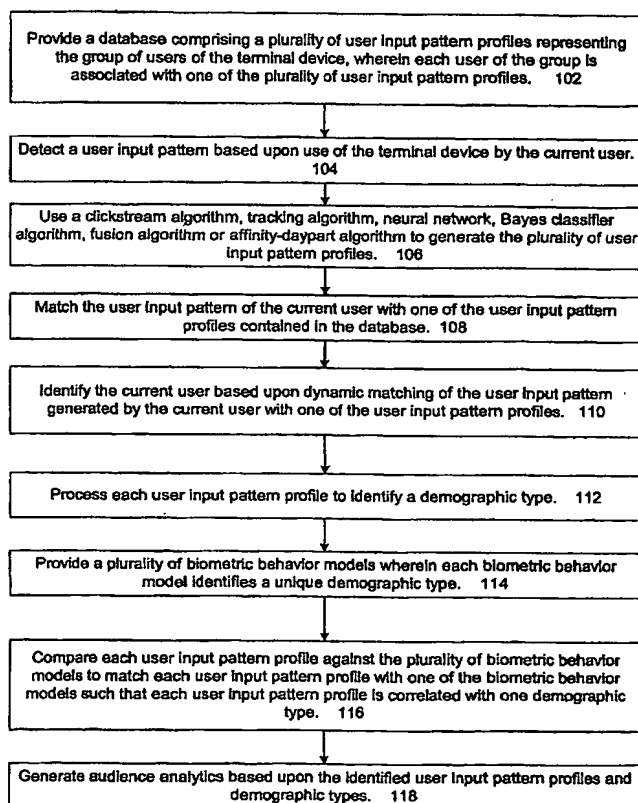 Provide a database comprising a plurality of user input pattern profiles representing
the group of users of the terminal device, wherein each user of the group is
associated with one of the plurality of user input pattern profiles. 102
Detect a user input pattern based upon use of the terminal device by the current user.
104
Use a clickstream algorithm, tracking algorithm, neural network, Bayes classifier
algorithm, fusion algorithm or affinity-daypart algorithm to generate the plurality of user
input pattern profiles. 106
Match the user input pattern of the current user with one of the user input pattern
profiles contained in the database. 108
Identify the current user based upon dynamic matching of the user input pattern
generated by the current user with one of the user input pattern profiles. 110
Process each user input pattern profile to identify a demographic type. 112
Provide a plurality of biometric behavior models wherein each biometric behavior
model identifies a unique demographic type. 114
Compare each user input pattern profile against the plurality of biometric behavior
models to match each user input pattern profile with one of the biometric behavior
models such that each user input pattern profile is correlated with one demographic
type. 116
Generate audience analytics based upon the identified user input pattern profiles and
demographic types. 118